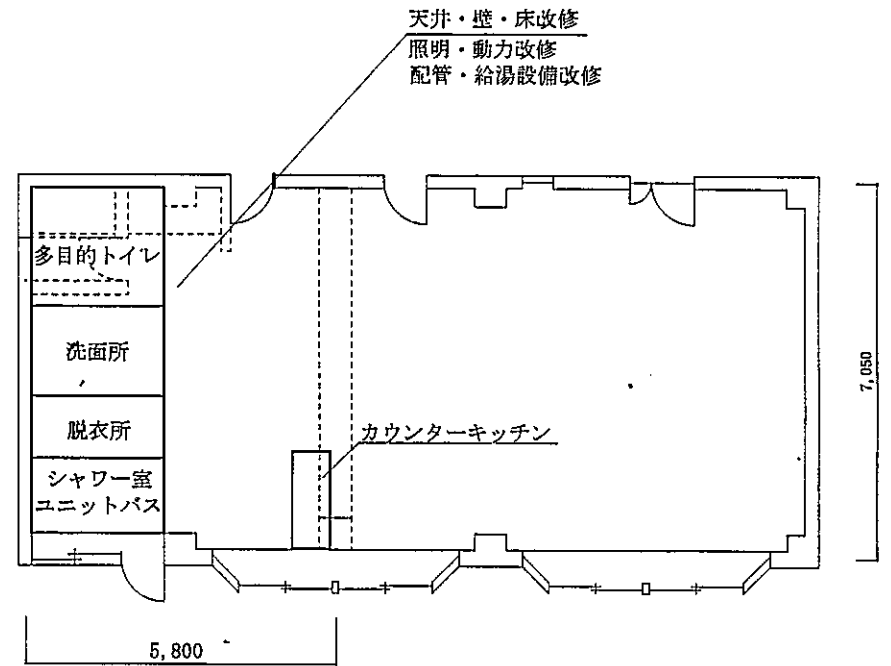 天井・壁・床改修
照明・動力改修
配管・給湯設備改修
多目的トイレ
洗面所
7,050
脱衣所
カウンターキッチン
シャワー室
ユニットバス
5,800